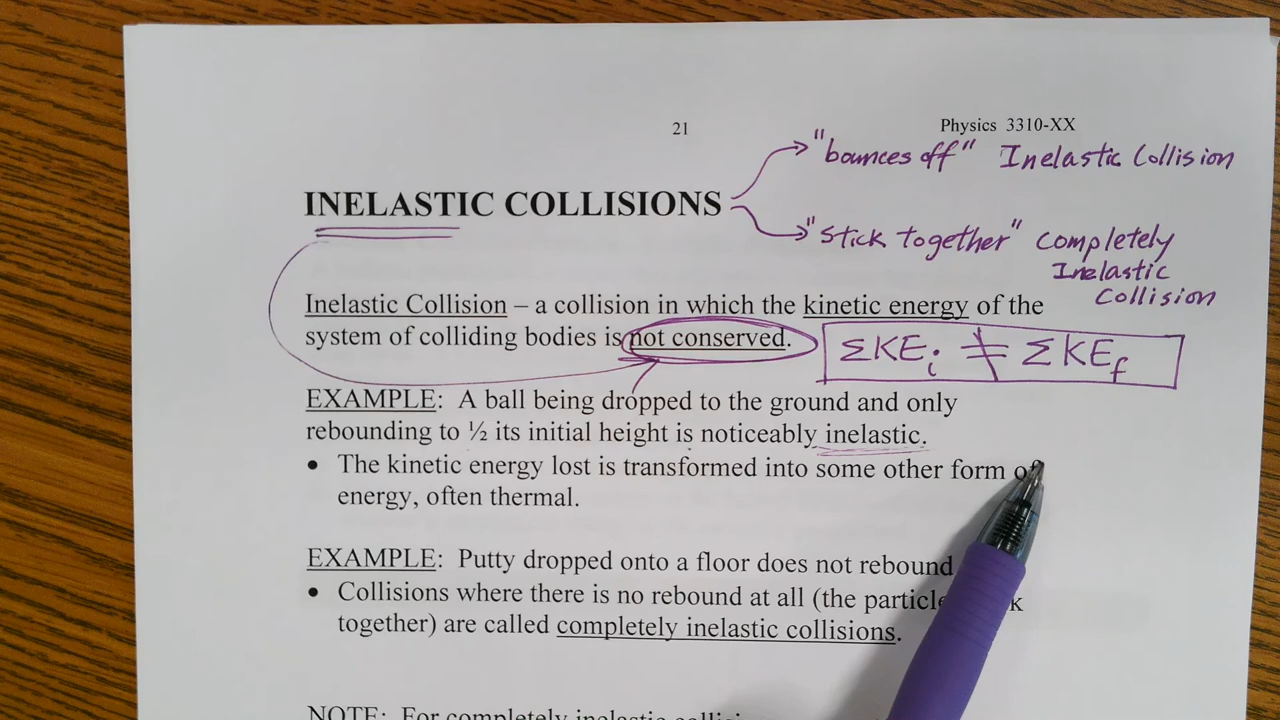 21
Physics 3310-XX
"bounces off" Inelastic Collision
INELASTIC COLLISIONS
"stick together" completely
Inelastic
Collision
Inelastic Collision – a collision in which the kinetic energy of the
system of colliding bodies is not conserved.
ΣKEi ≠ ΣKEf
EXAMPLE: A ball being dropped to the ground and only
rebounding to ½ its initial height is noticeably inelastic.
• The kinetic energy lost is transformed into some other form of
energy, often thermal.
EXAMPLE: Putty dropped onto a floor does not rebound
• Collisions where there is no rebound at all (the
together) are called completely inelastic collisions.
NOTE: For completely inelastic